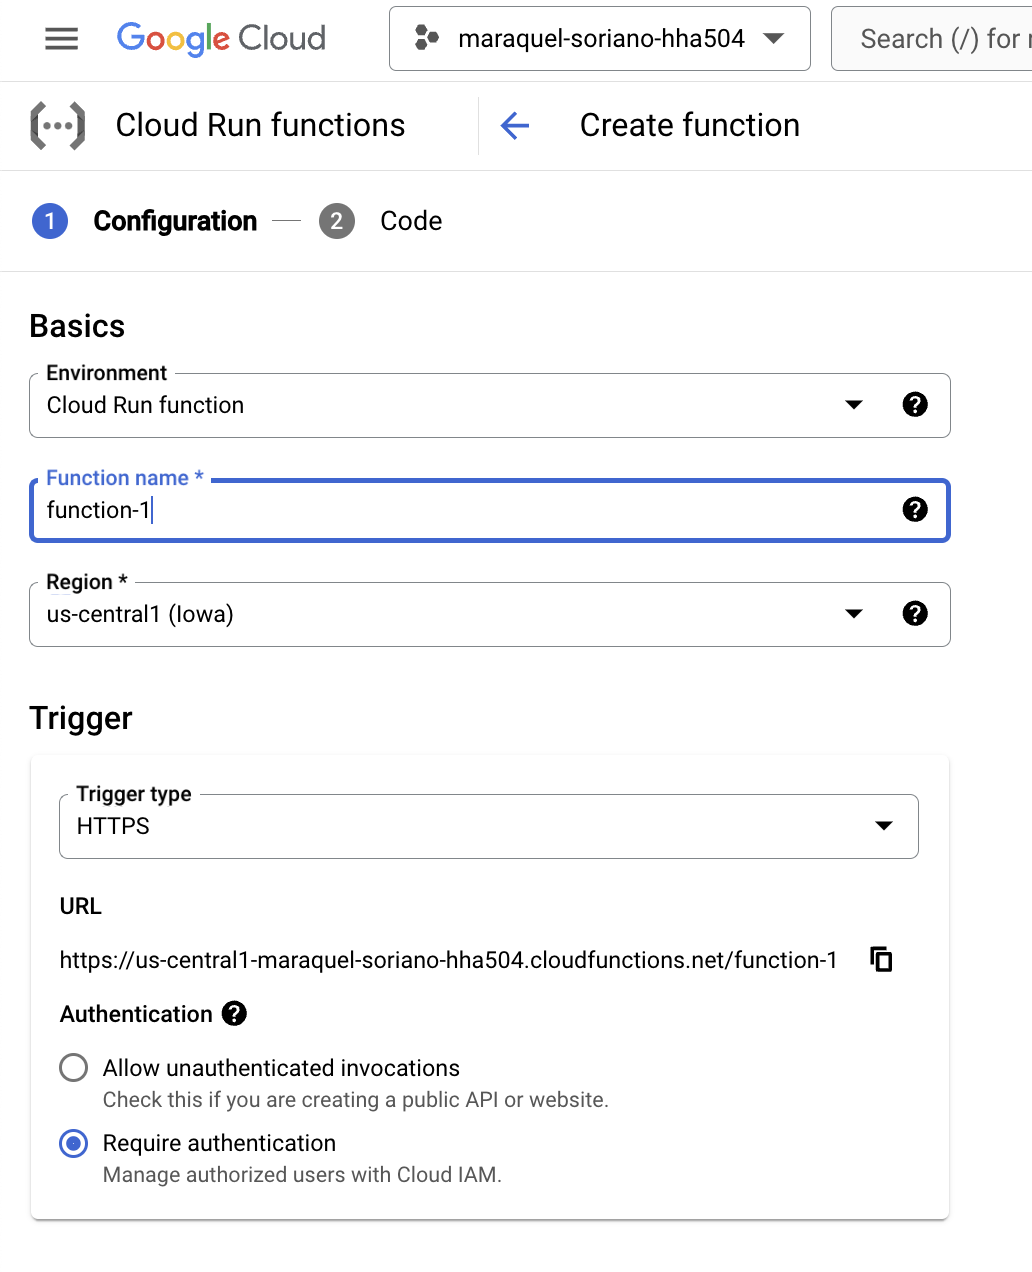 Google Cloud
maraquel-soriano-hha504
Search (/) for
Cloud Run functions
Create function
1 Configuration
2 Code
Basics
Environment
Cloud Run function
Function name *
function-1
Region *
us-central1 (Iowa)
Trigger
Trigger type
HTTPS
URL
https://us-central1-maraquel-soriano-hha504.cloudfunctions.net/function-1
Authentication
Allow unauthenticated invocations
Check this if you are creating a public API or website.
Require authentication
Manage authorized users with Cloud IAM.